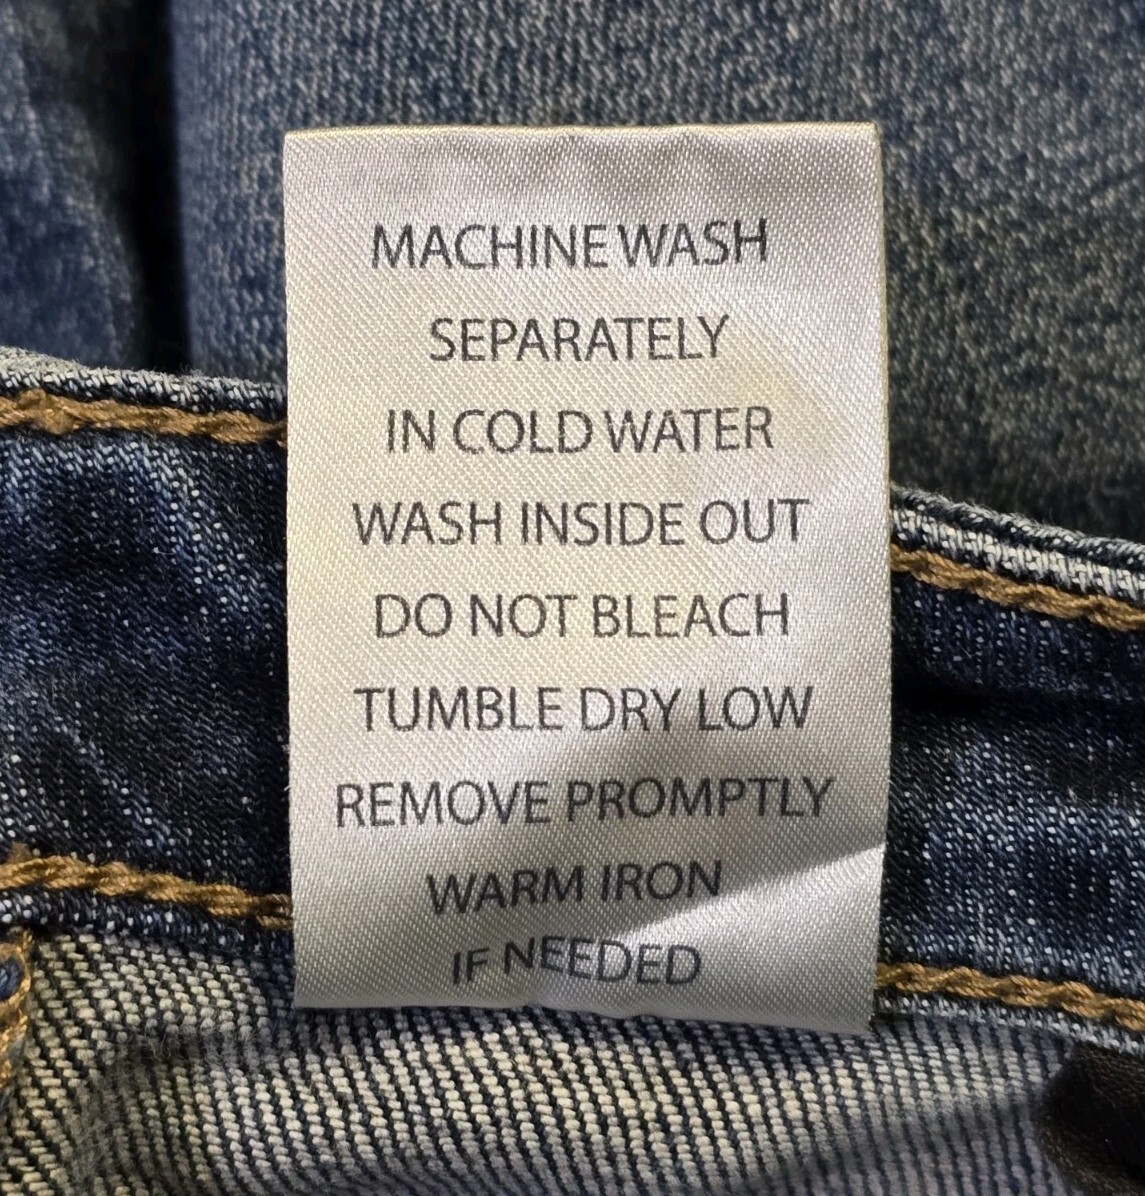 MACHINE WASH
SEPARATELY
IN COLD WATER
WASH INSIDE OUT
DO NOT BLEACH
TUMBLE DRY LOW
REMOVE PROMPTLY
WARM IRON
IF NEEDED